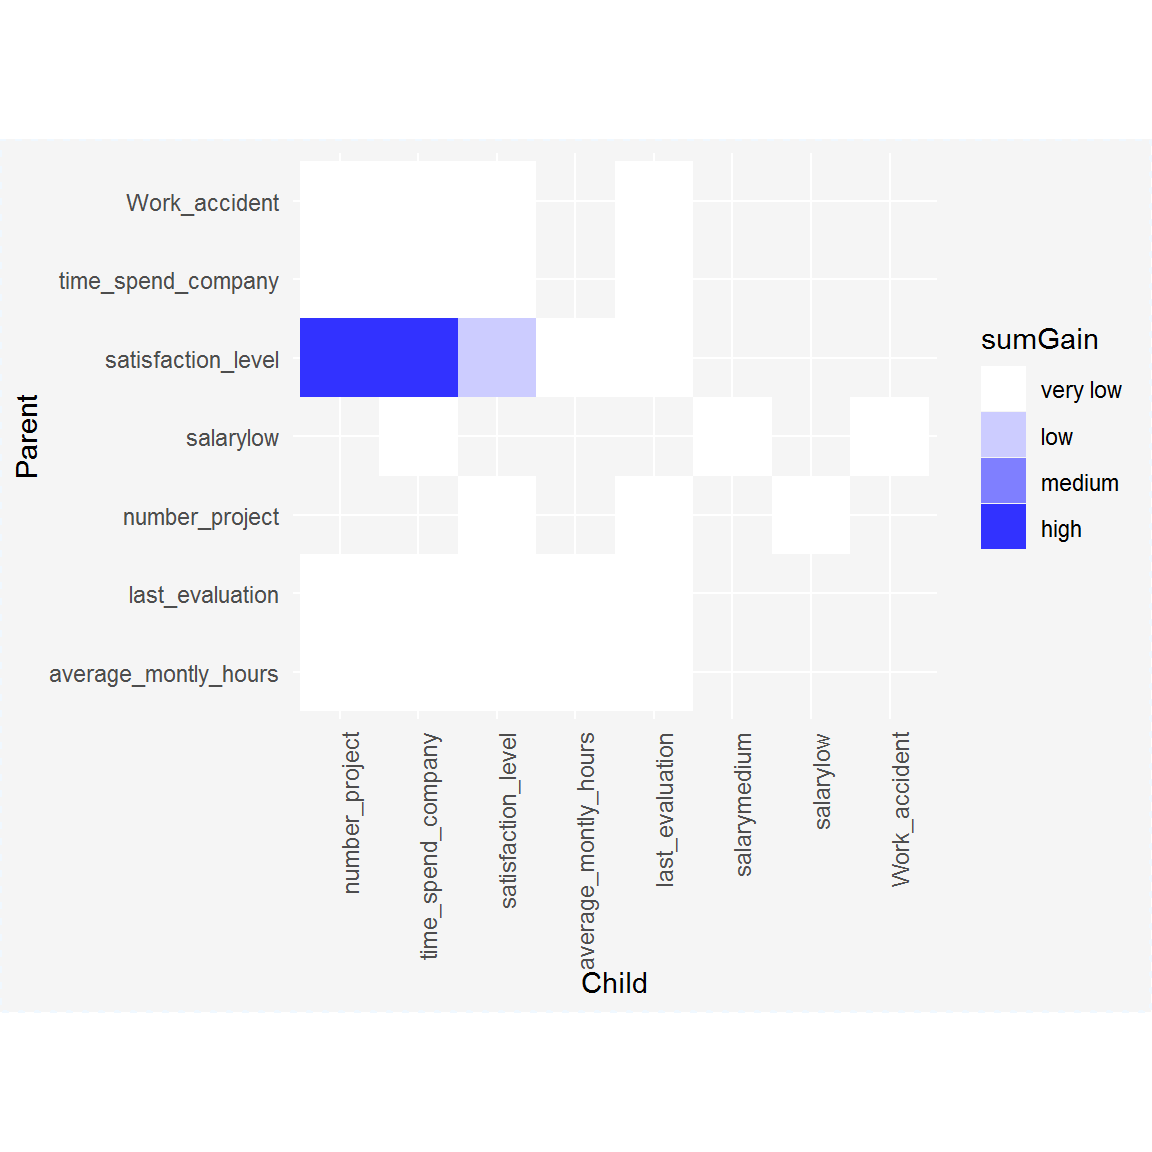 Work_accident
time_spend_company
satisfaction_level
salarylow
number_project
last_evaluation
average_montly_hours
Parent
number_project
time_spend_company
satisfaction_level
average_montly_hours
last_evaluation
salarymedium
salarylow
Work_accident
Child
sumGain
very low
low
medium
high